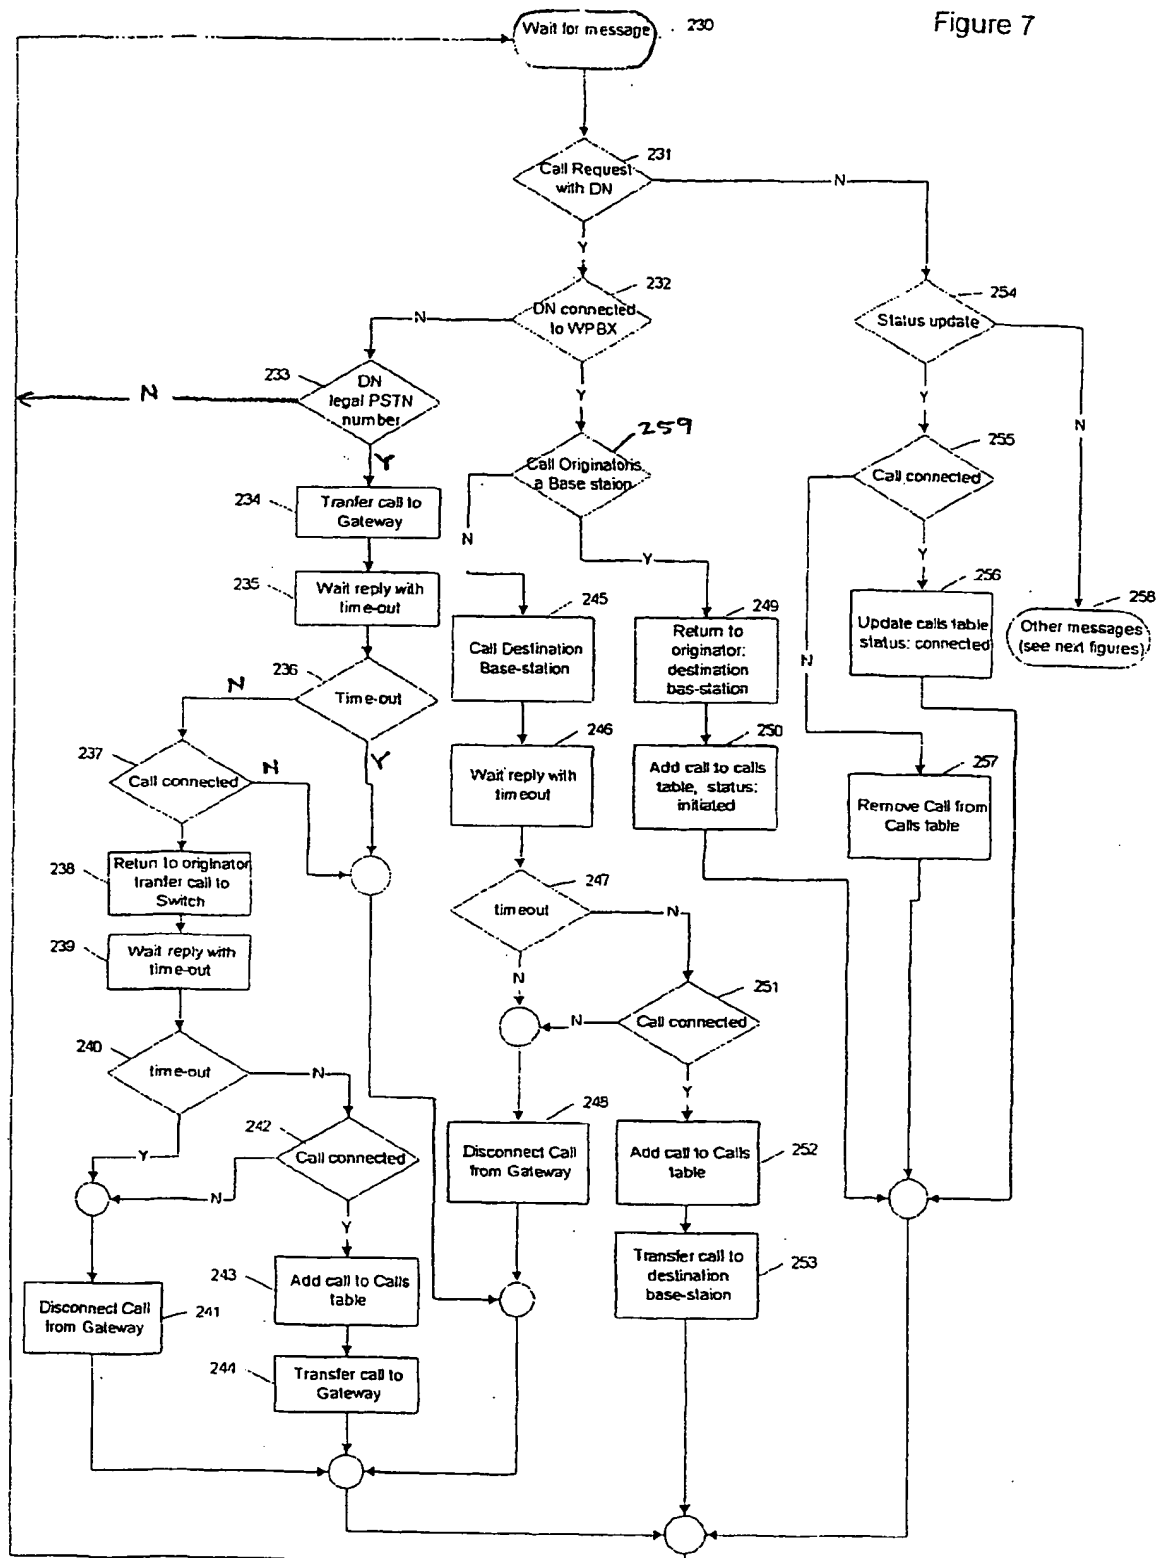 Figure 7
Wait for message
230
Call Request
with DN
231
N
Y
DN connected
to WPBX
232
N
Y
Status update
254
Y
N
233
DN
legal PSTN
number
N
Y
259
Call Originatoris
a Base staion
N
Y
255
Call connected
N
Y
234
Tranfer call to
Gateway
235
Wait reply with
time-out
245
Call Destination
Base-station
249
Return to
originator:
destination
bas-station
256
Update calls table
status: connected
258
Other messages
(see next figures)
236
Time-out
N
Y
246
Wait reply with
timeout
250
Add call to calls
table, status:
initiated
257
Remove Call from
Calls table
237
Call connected
N
238
Return to originator
tranfer call to
Switch
239
Wait reply with
time-out
247
timeout
N
N
251
Call connected
N
Y
240
time-out
N
Y
242
Call connected
N
Y
248
Disconnect Call
from Gateway
252
Add call to Calls
table
253
Transfer call to
destination
base-staion
241
Disconnect Call
from Gateway
243
Add call to Calls
table
244
Transfer call to
Gateway